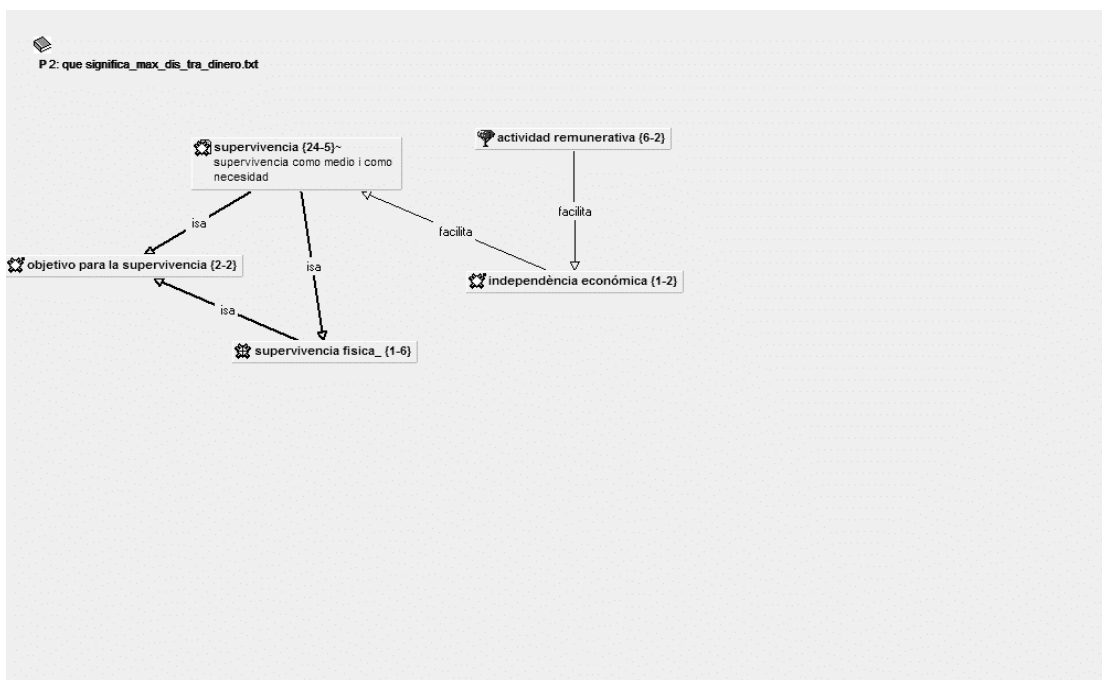 P 2: que significa_max_dis_tra_dinero.txt
actividad remunerativa {6-2}
supervivencia {24-5}~
supervivencia como medio i como
necesidad
facilita
isa
facilita
objetivo para la supervivencia {2-2}
isa
independència económica {1-2}
isa
supervivencia fisica_ {1-6}